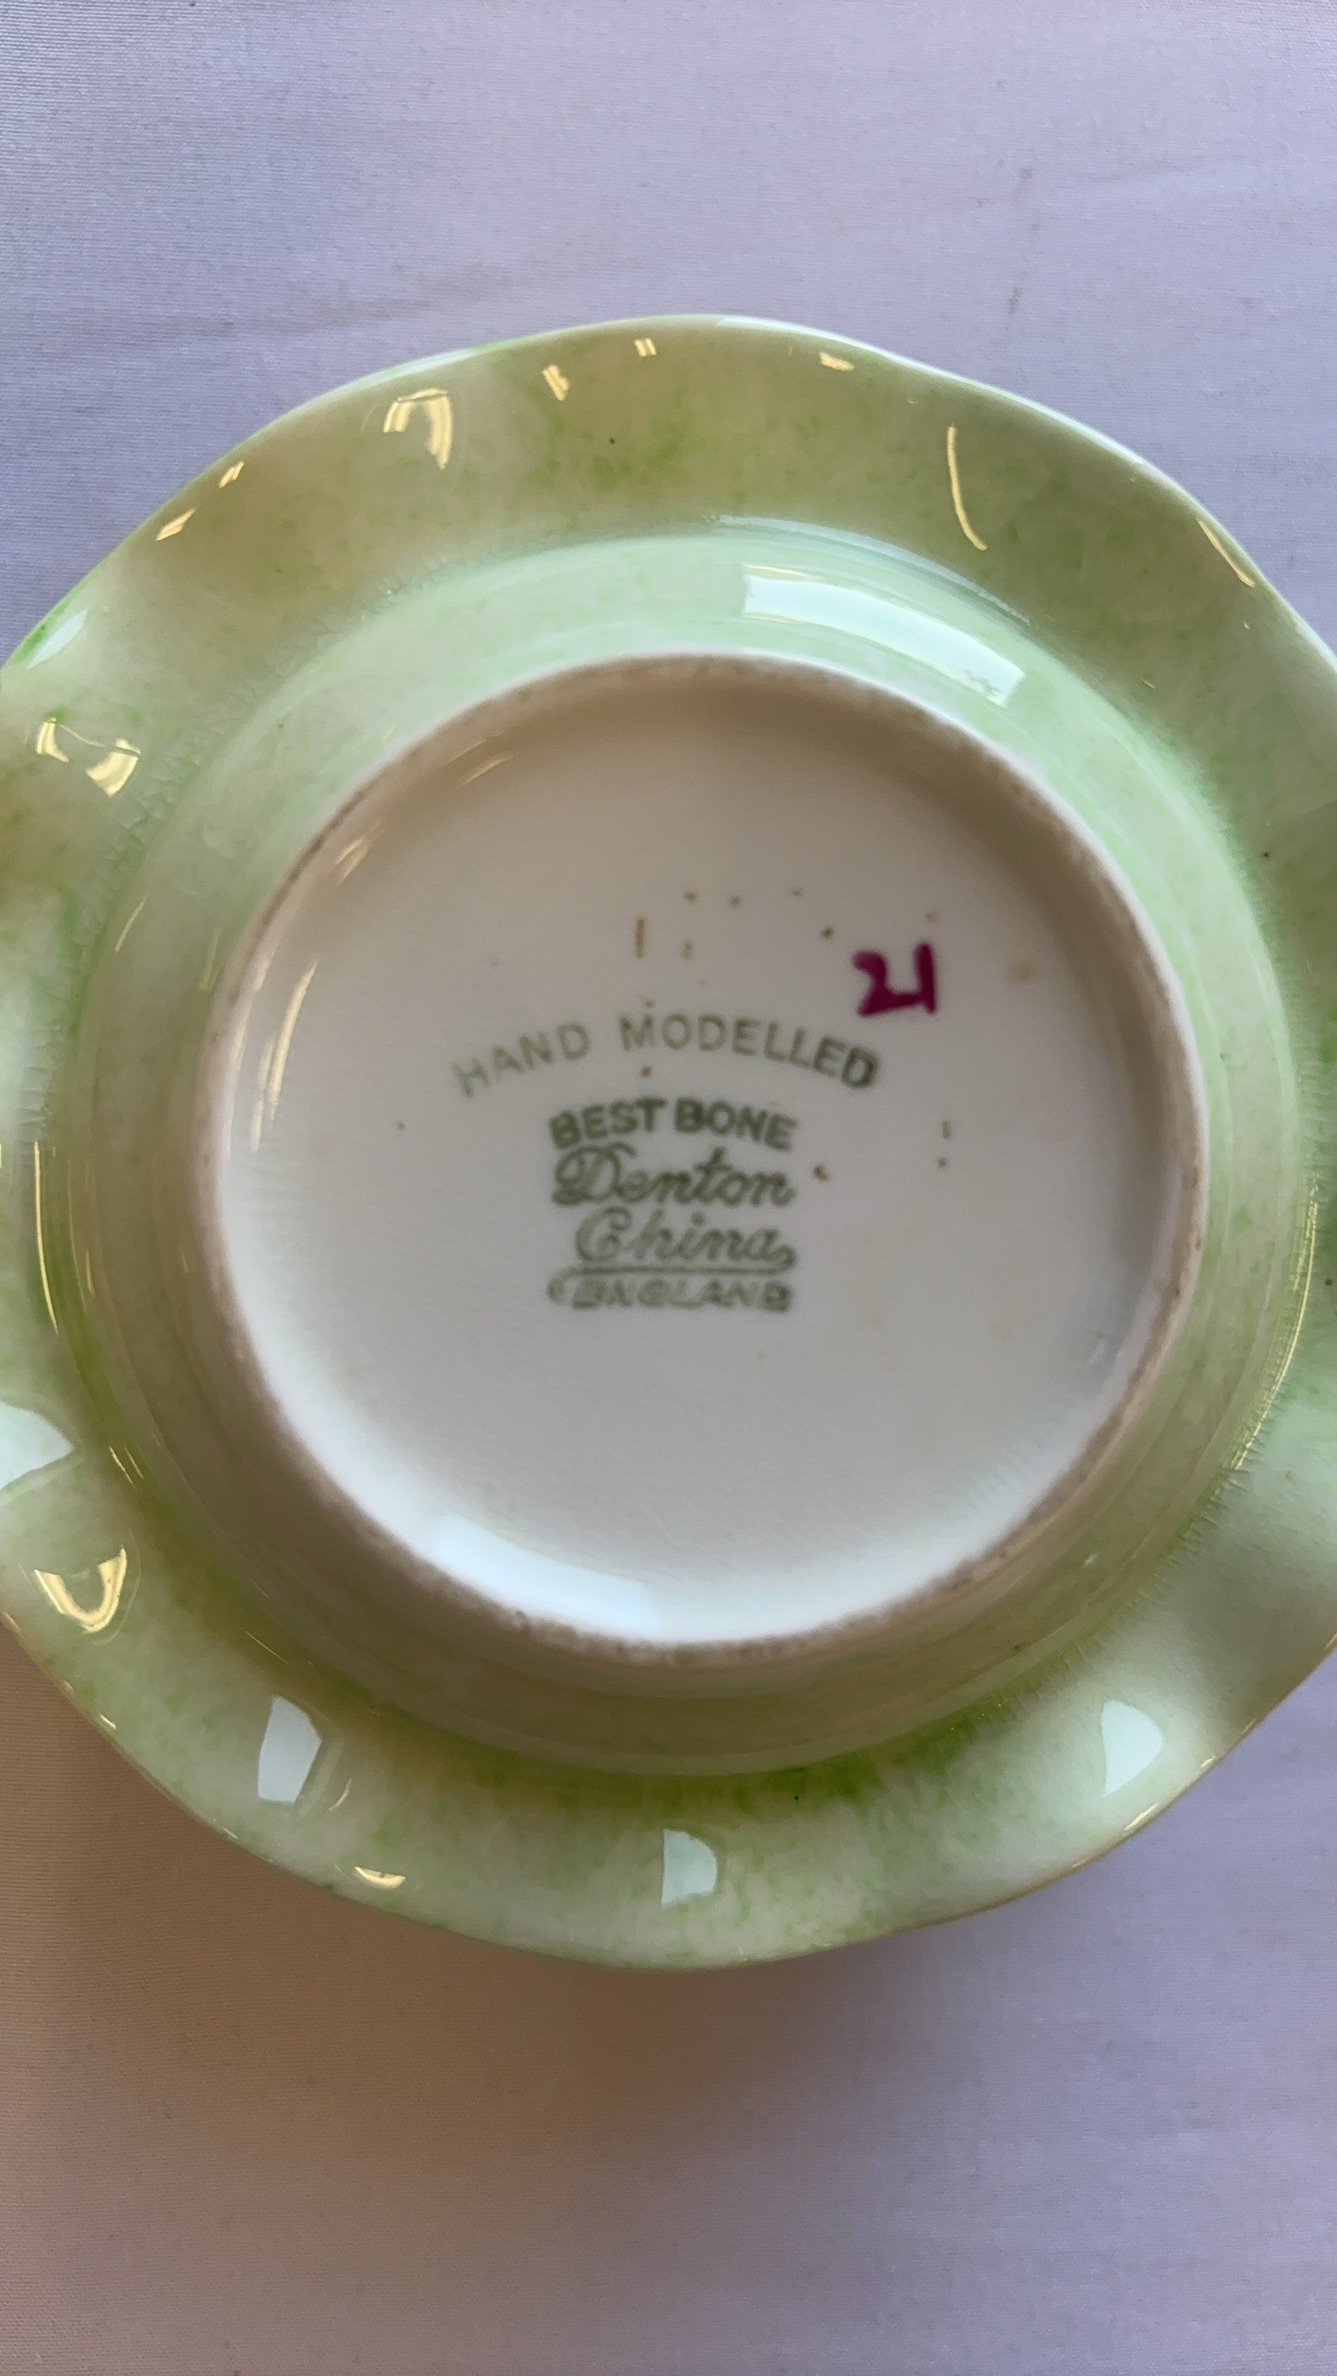 21
HAND MODELLED
BEST BONE
Denton
China
ENGLAND